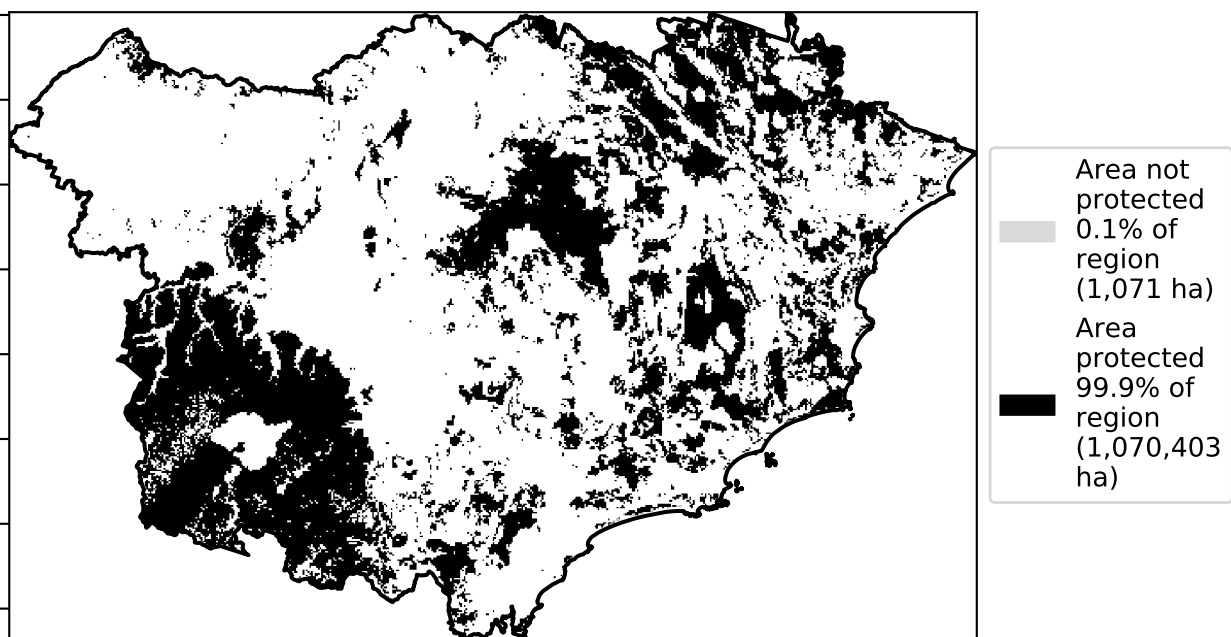 Area not
protected
0.1% of
region
(1,071 ha)
Area
protected
99.9% of
region
(1,070,403
ha)